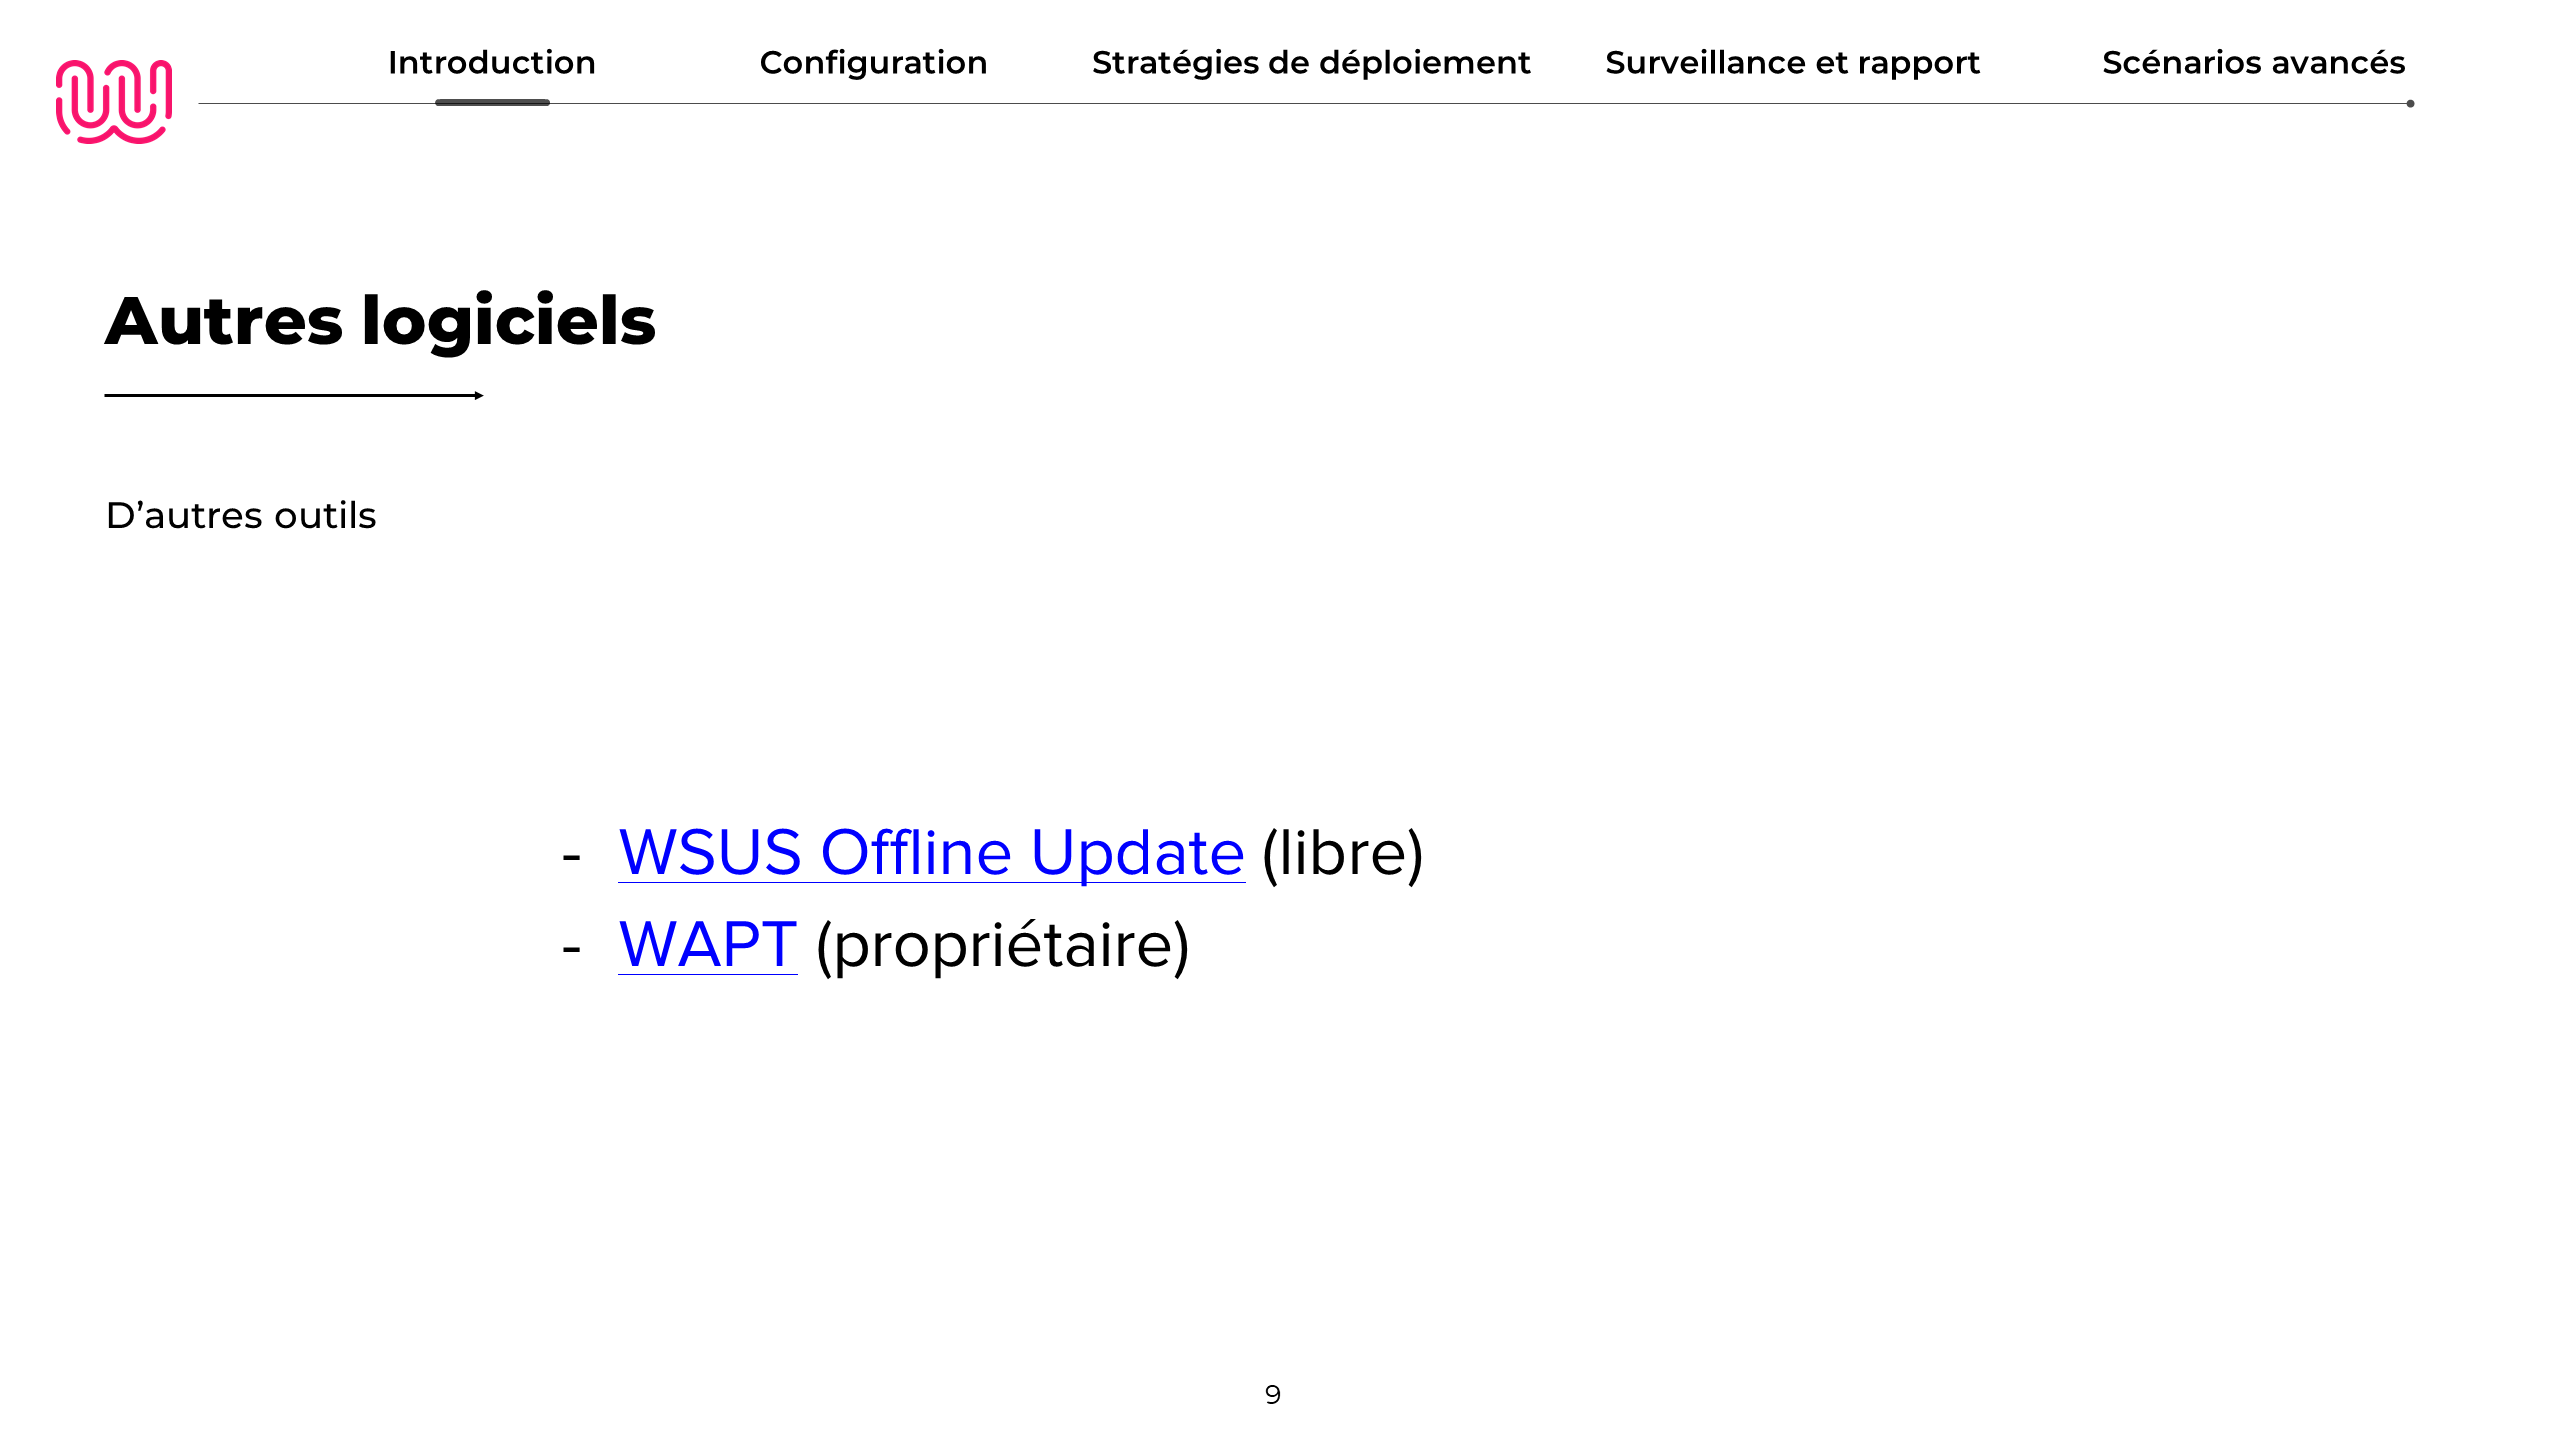 Introduction Configuration Stratégies de déploiement Surveillance et rapport Scénarios avancés
Autres logiciels
D’autres outils
- WSUS Offline Update (libre)
- WAPT (propriétaire)
9